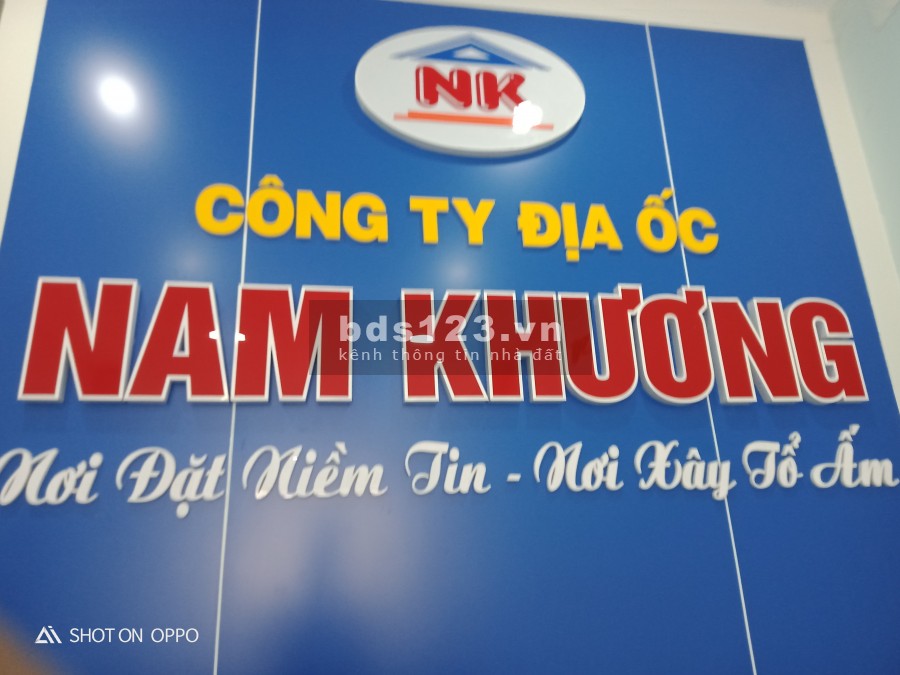 NK
CÔNG TY ĐỊA ỐC
NAM KHƯƠNG
bds123.vn
kênh thông tin nhà đất
Nơi Đặt Niềm Tin - Nơi Xây Tổ Ấm
SHOT ON OPPO